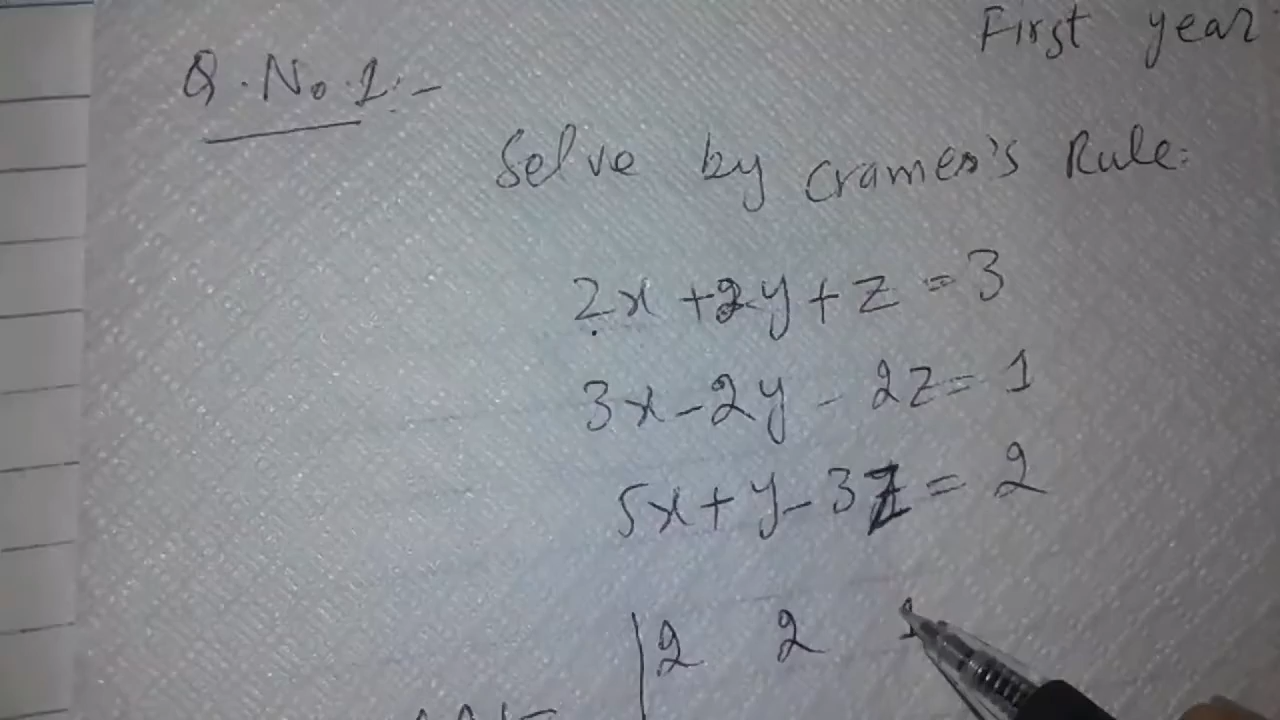 First year
Q.No.1:-
Solve by Cramer's Rule:
2x +2y + z = 3
3x - 2y - 2z = 1
5x + y - 3z = 2
2 2